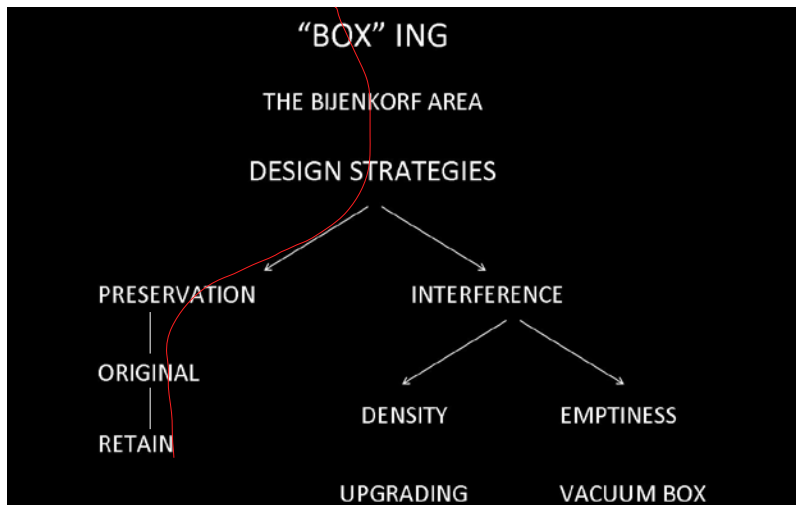 “BOX” ING
THE BIJENKORF AREA
DESIGN STRATEGIES
PRESERVATION
INTERFERENCE
ORIGINAL
DENSITY
EMPTINESS
RETAIN
UPGRADING
VACUUM BOX